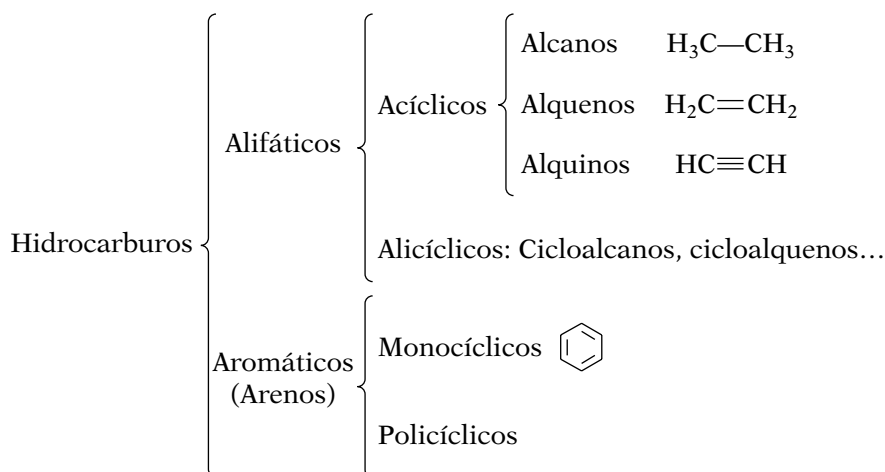 Alcanos H₃C—CH₃
Acíclicos Alquenos H₂C=CH₂
Alifáticos
Alquinos HC≡CH
Hidrocarburos
Alicíclicos: Cicloalcanos, cicloalquenos…
Monocíclicos
Aromáticos
(Arenos)
Policíclicos